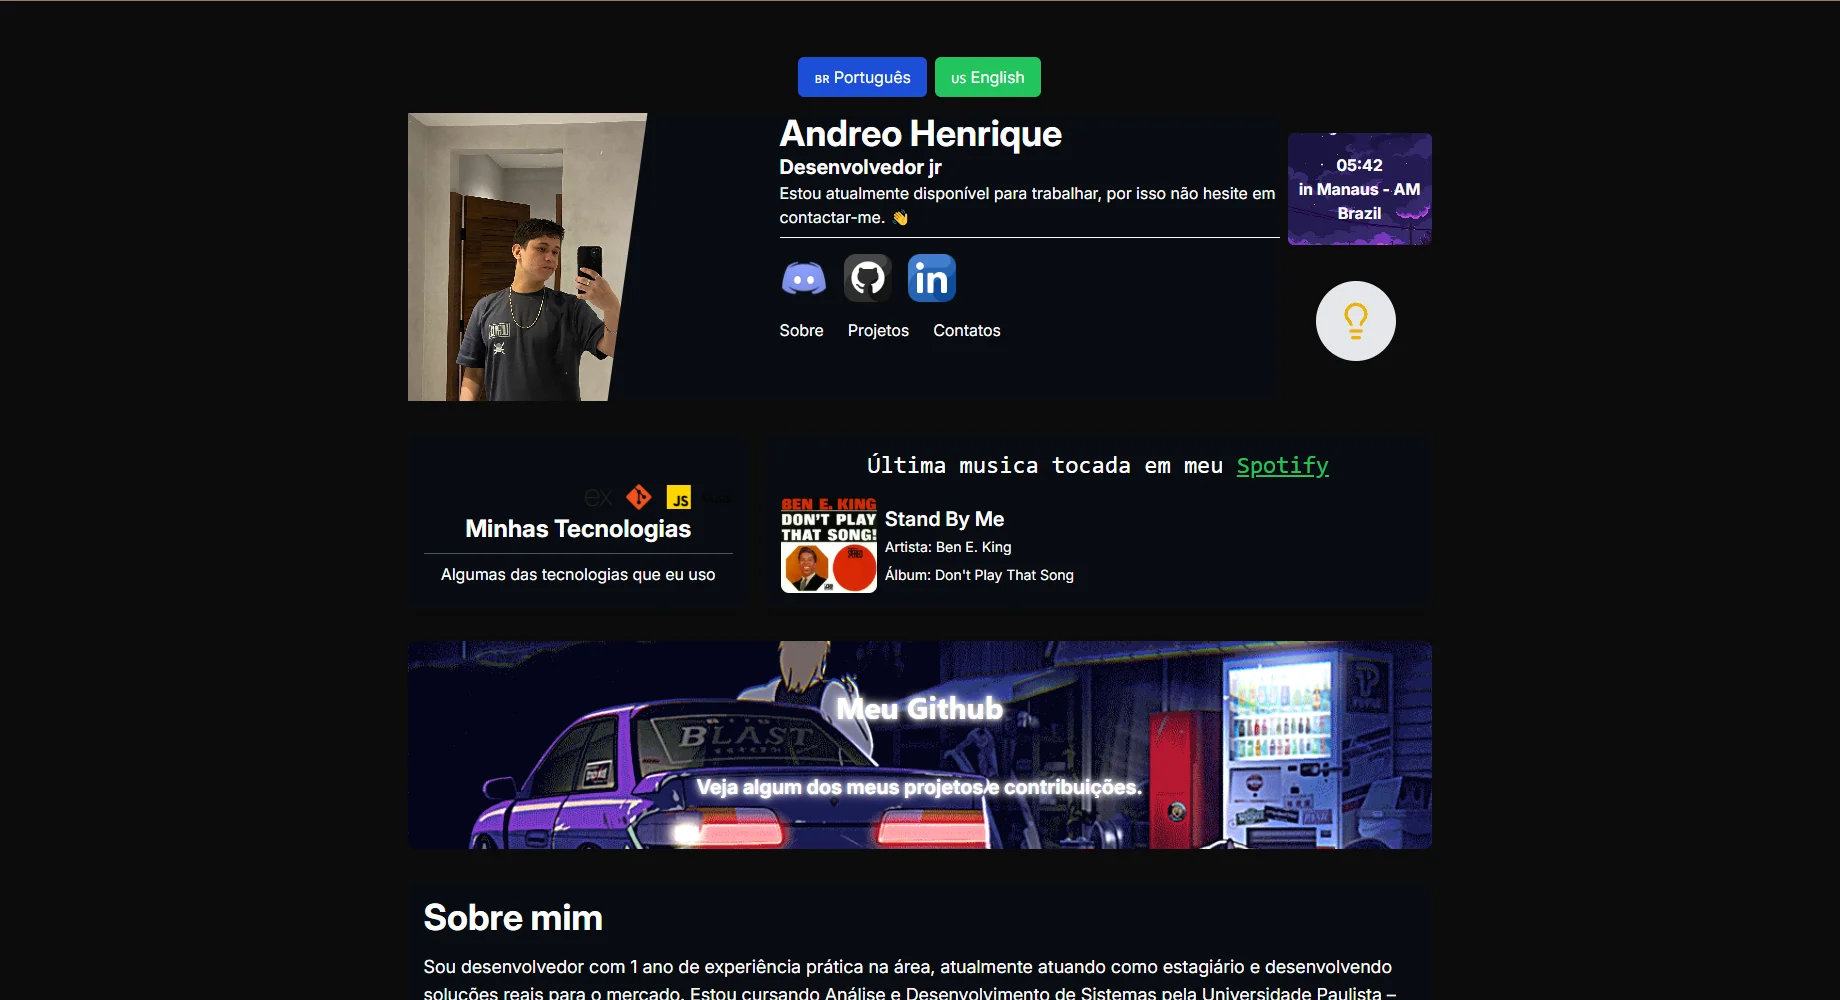 BR Português
US English
Andreo Henrique
Desenvolvedor jr
Estou atualmente disponível para trabalhar, por isso não hesite em
contactar-me. 👋
Sobre Projetos Contatos
05:42
in Manaus - AM
Brazil
ex JS
Minhas Tecnologias
Algumas das tecnologias que eu uso
Última musica tocada em meu Spotify
BEN E. KING
DON'T PLAY
THAT SONG!
Stand By Me
Artista: Ben E. King
Álbum: Don't Play That Song
Meu Github
BLAST
Veja algum dos meus projetos e contribuições.
Sobre mim
Sou desenvolvedor com 1 ano de experiência prática na área, atualmente atuando como estagiário e desenvolvendo
soluções reais para o mercado. Estou cursando Análise e Desenvolvimento de Sistemas pela Universidade Paulista –